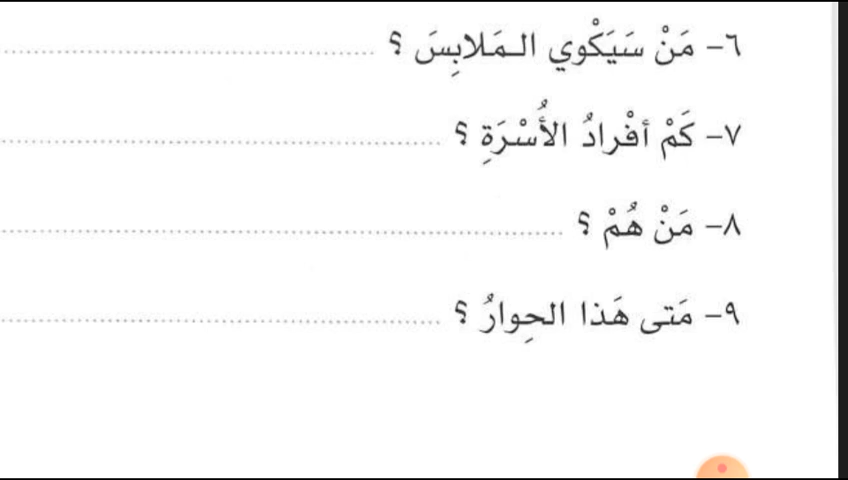 ٦- مَنْ سَيَكْوي الـمَلابِسَ ؟ ................................................
٧- كَمْ أفْرادُ الأُسْرَةِ ؟ ................................................
٨- مَنْ هُمْ ؟ ................................................
٩- مَتى هَذا الحِوارُ ؟ ................................................